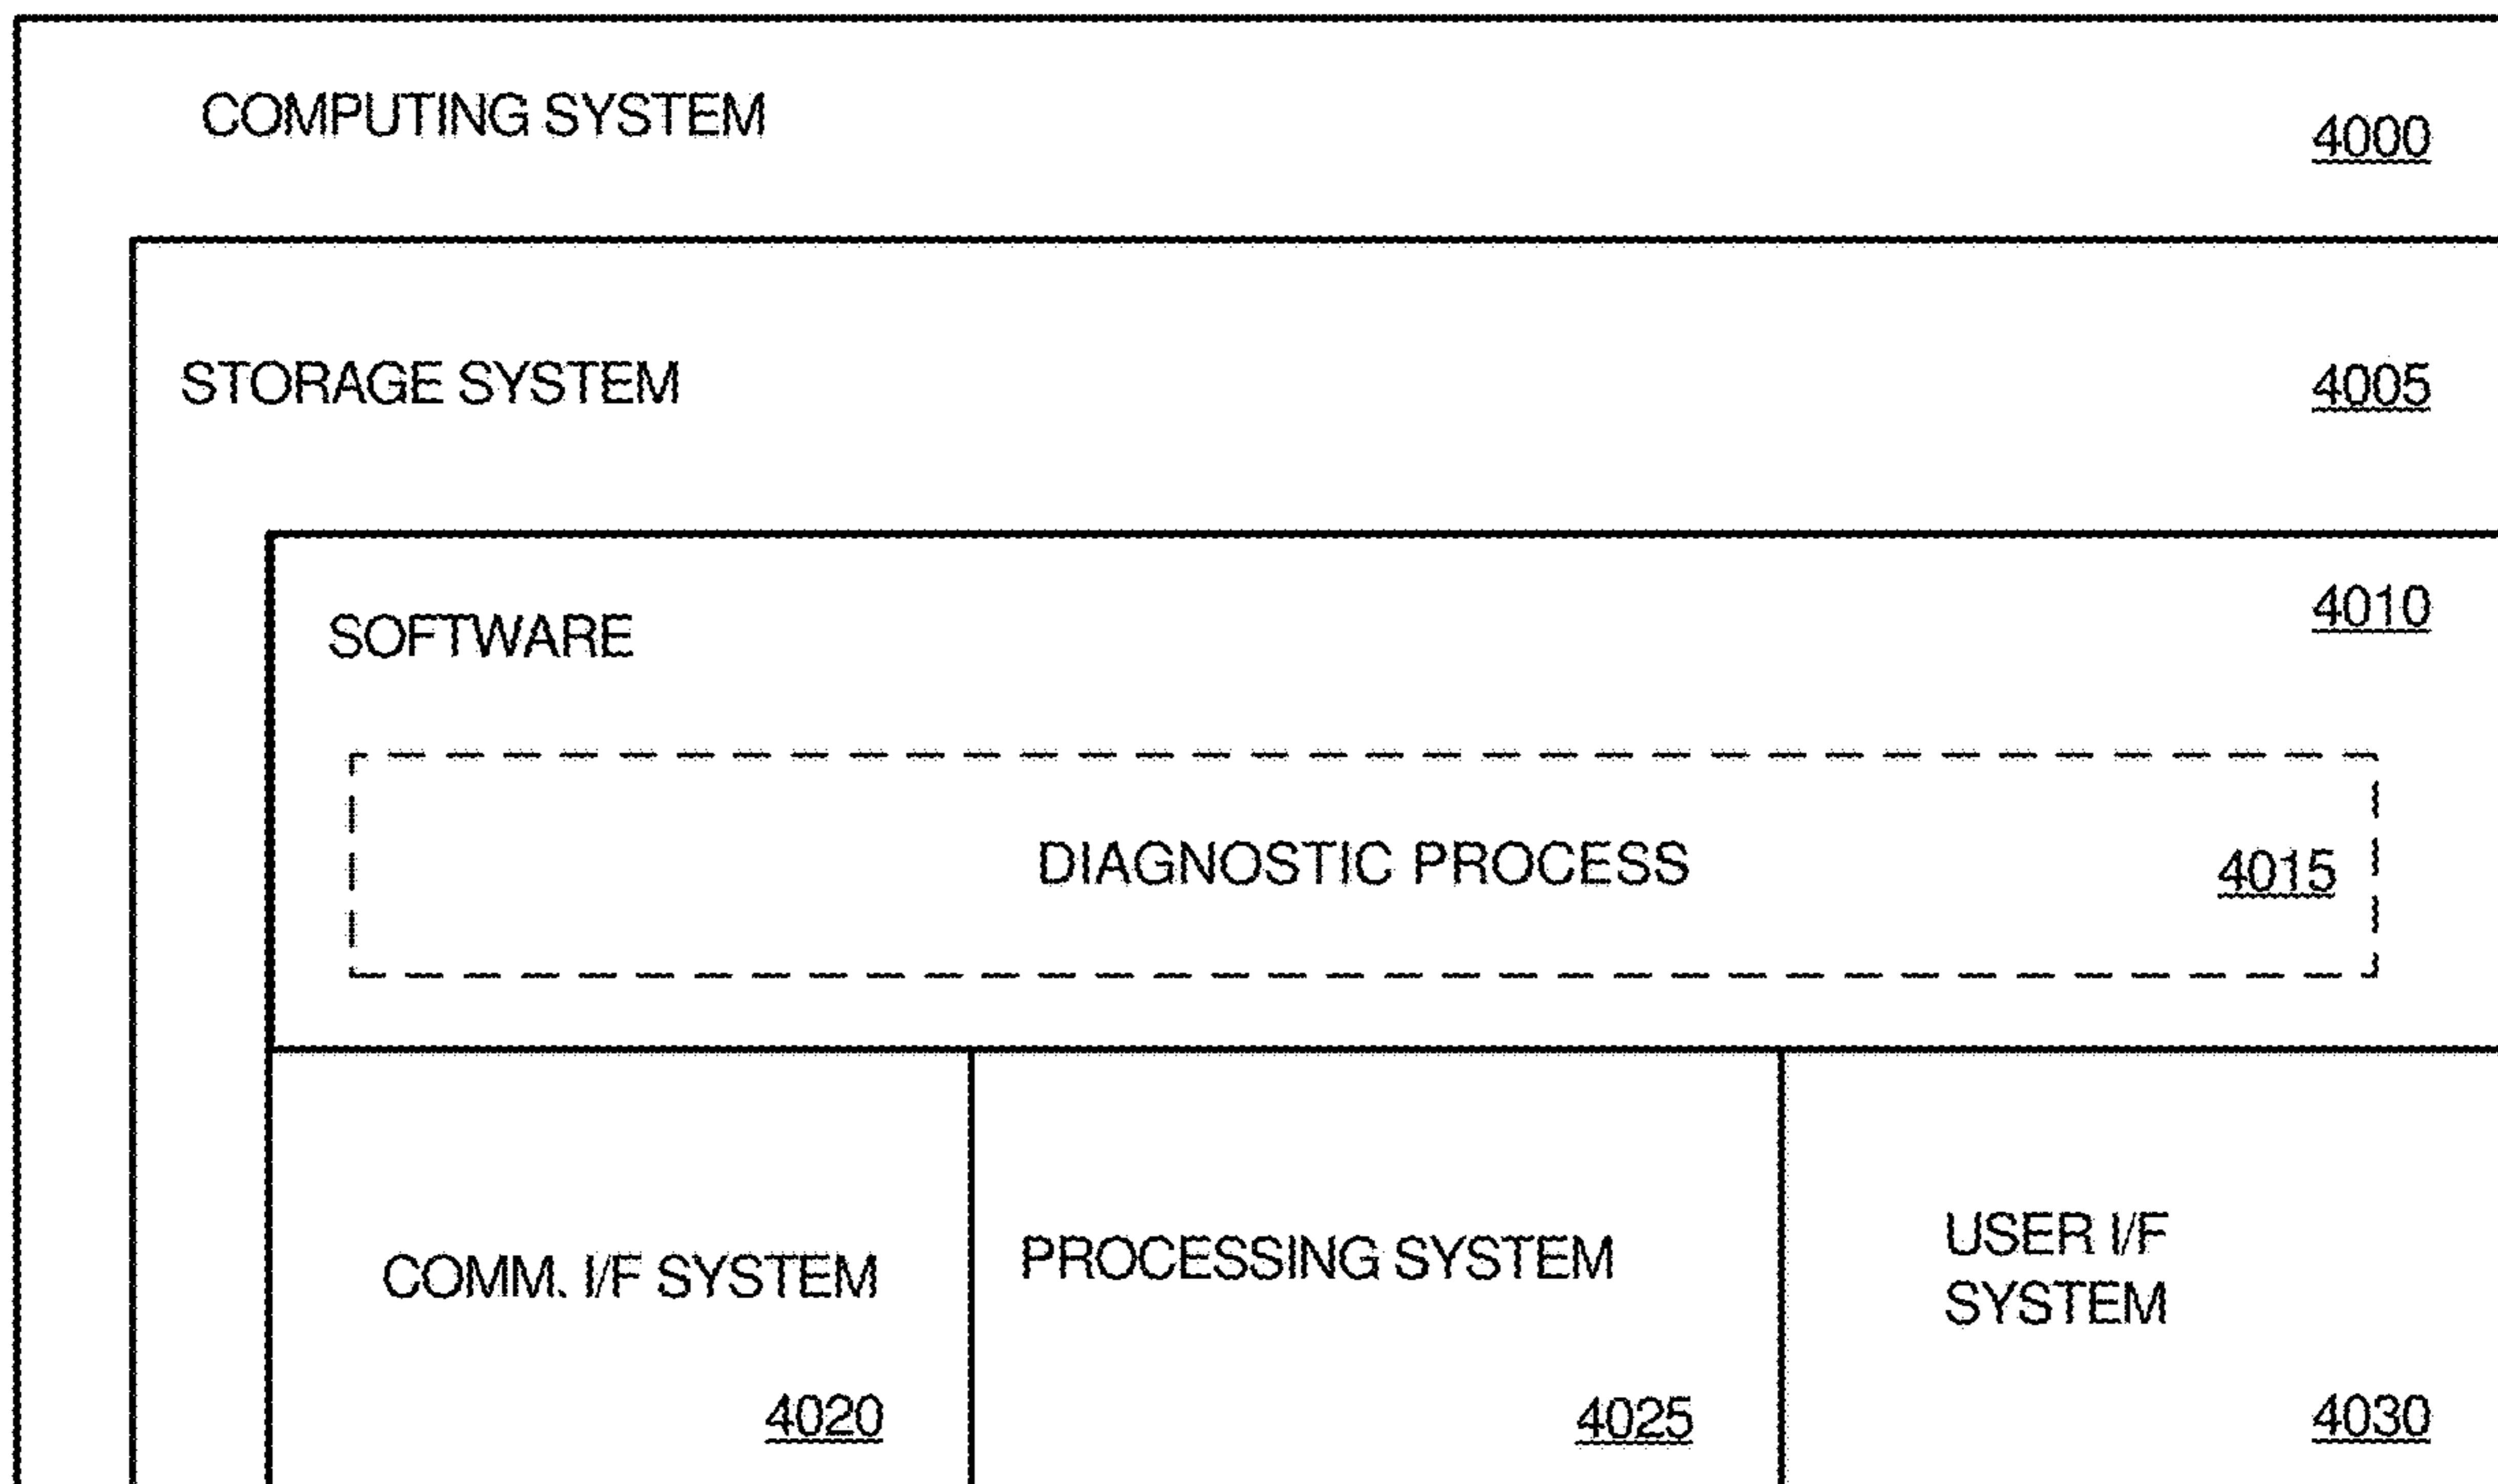 COMPUTING SYSTEM
4000
STORAGE SYSTEM
4005
SOFTWARE
4010
DIAGNOSTIC PROCESS
4015
COMM. I/F SYSTEM
4020
PROCESSING SYSTEM
4025
USER I/F
SYSTEM
4030